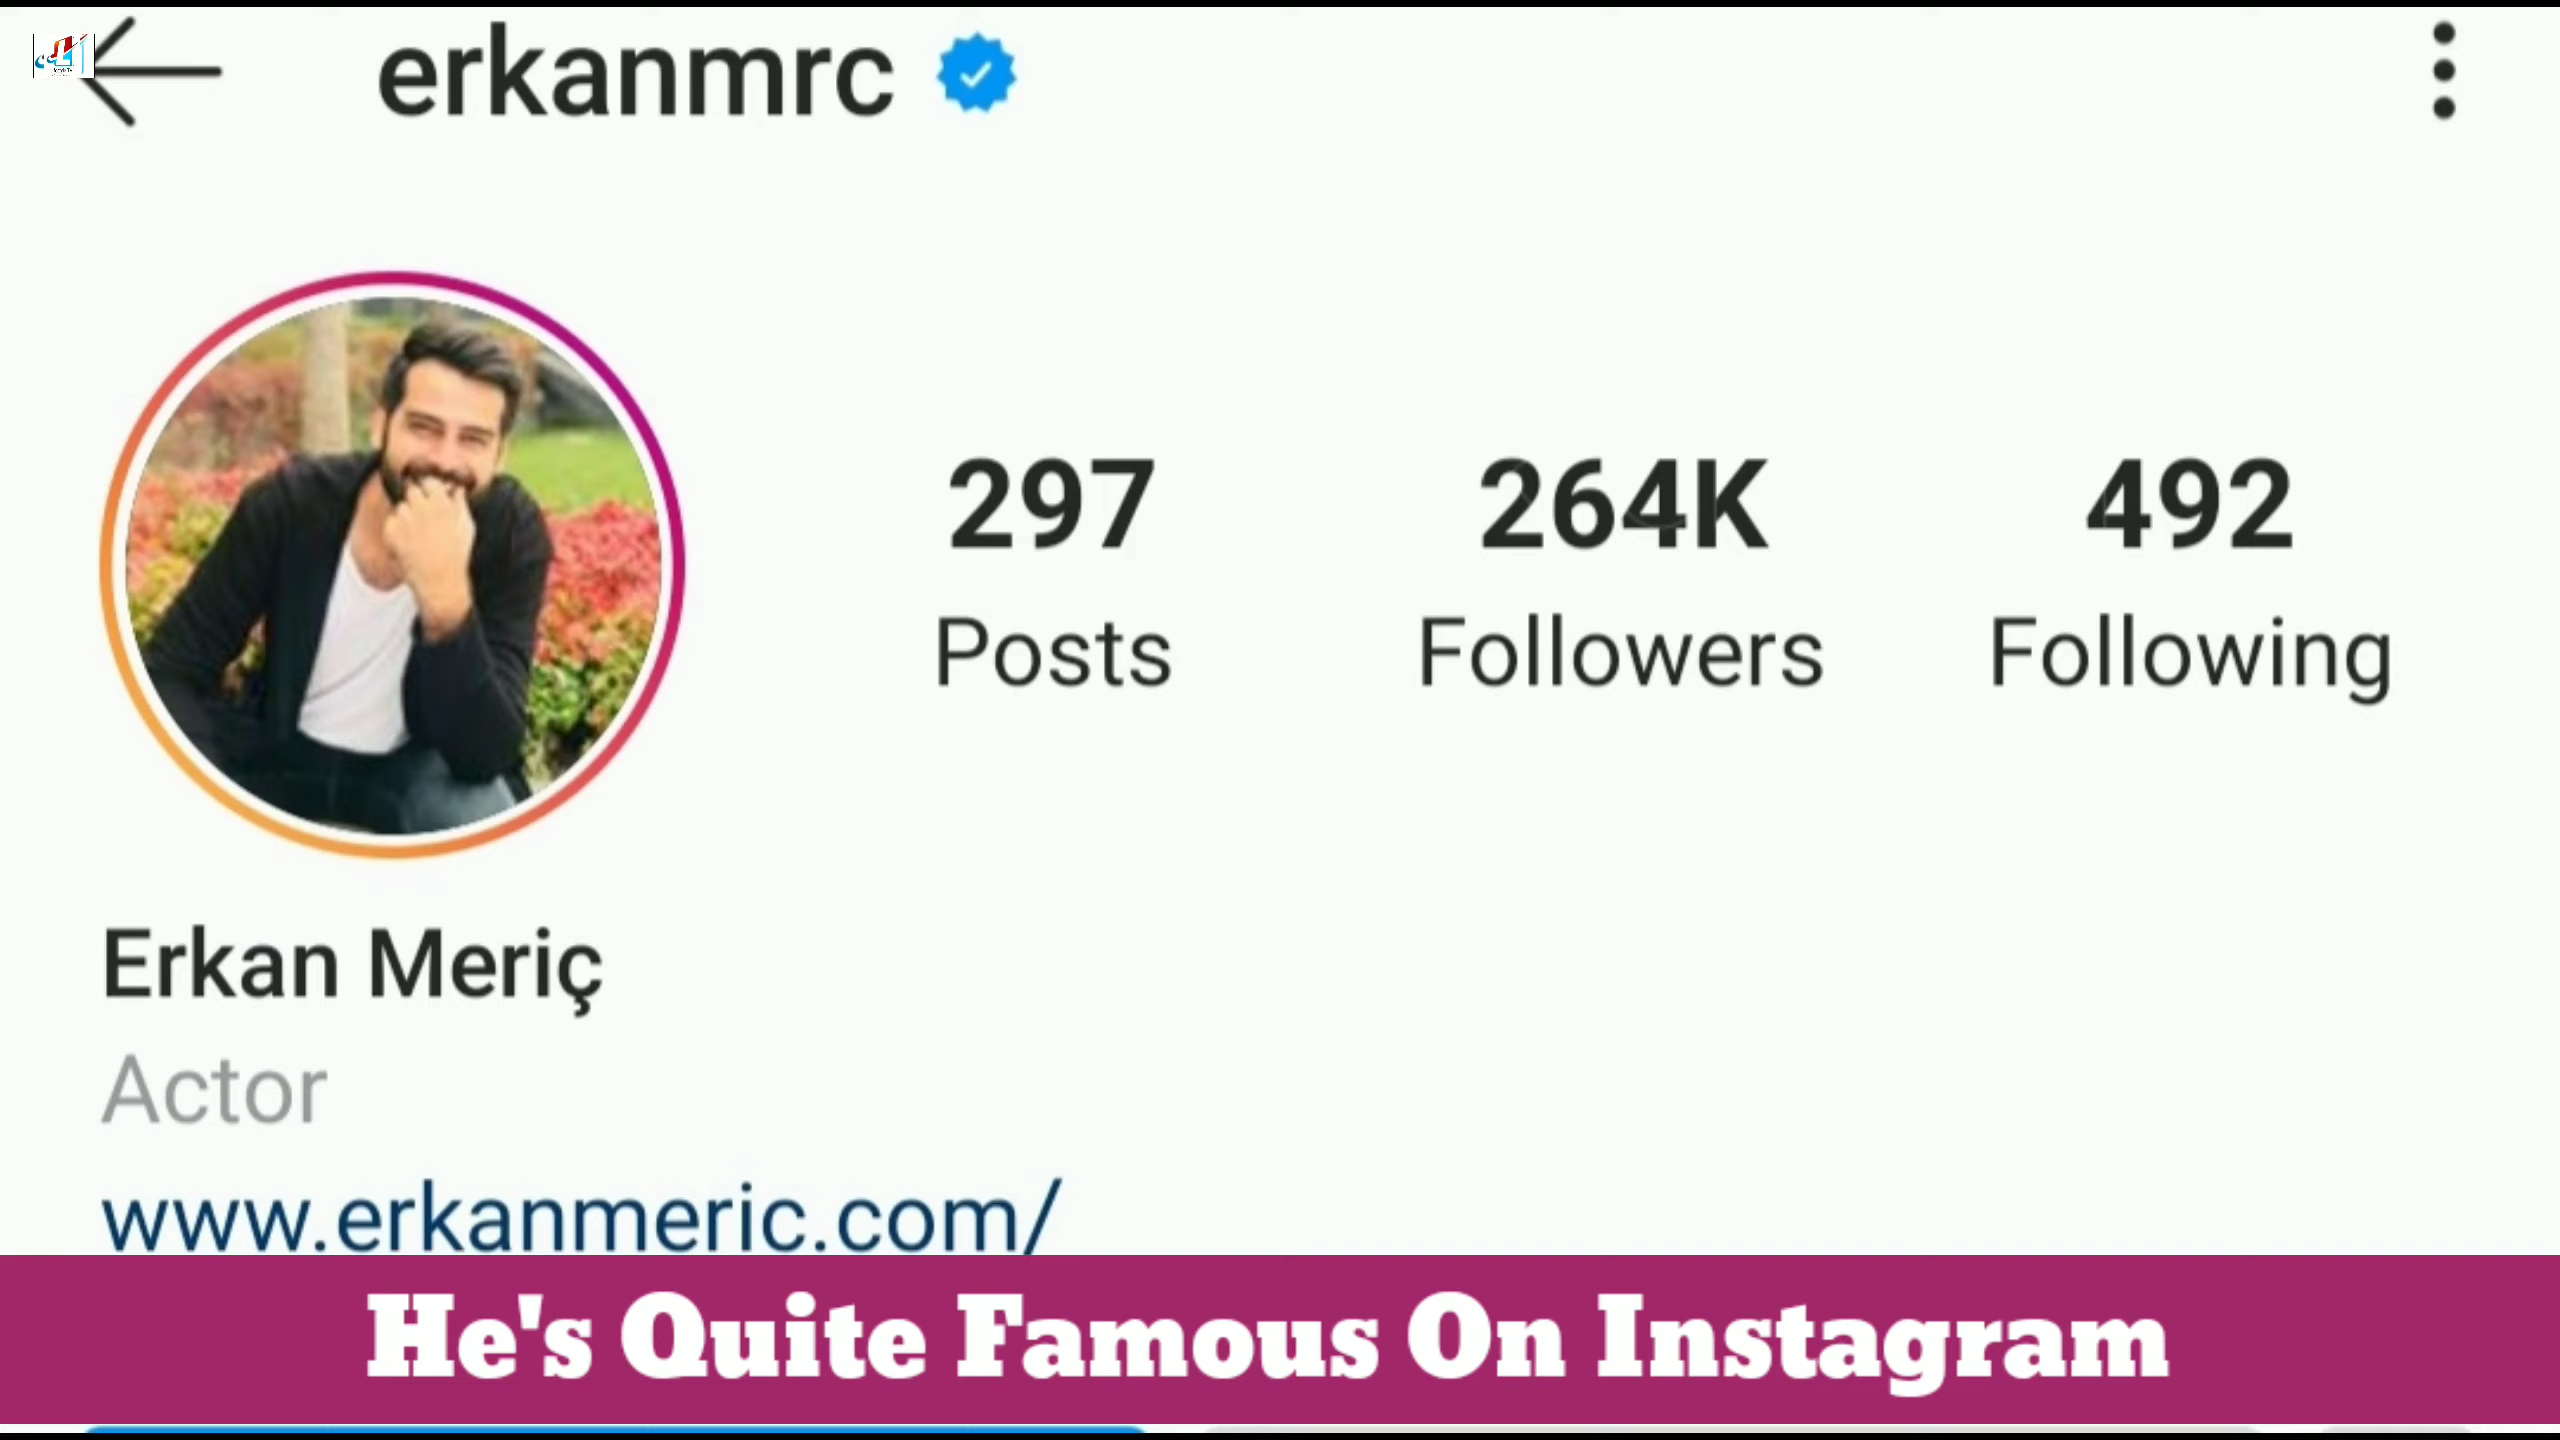 erkanmrc
297 264K 492
Posts Followers Following
Erkan Meriç
Actor
www.erkanmeric.com/
He's Quite Famous On Instagram